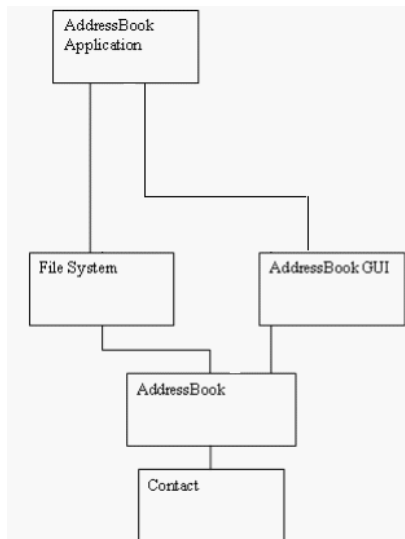 AddressBook
Application
File System
AddressBook GUI
AddressBook
Contact